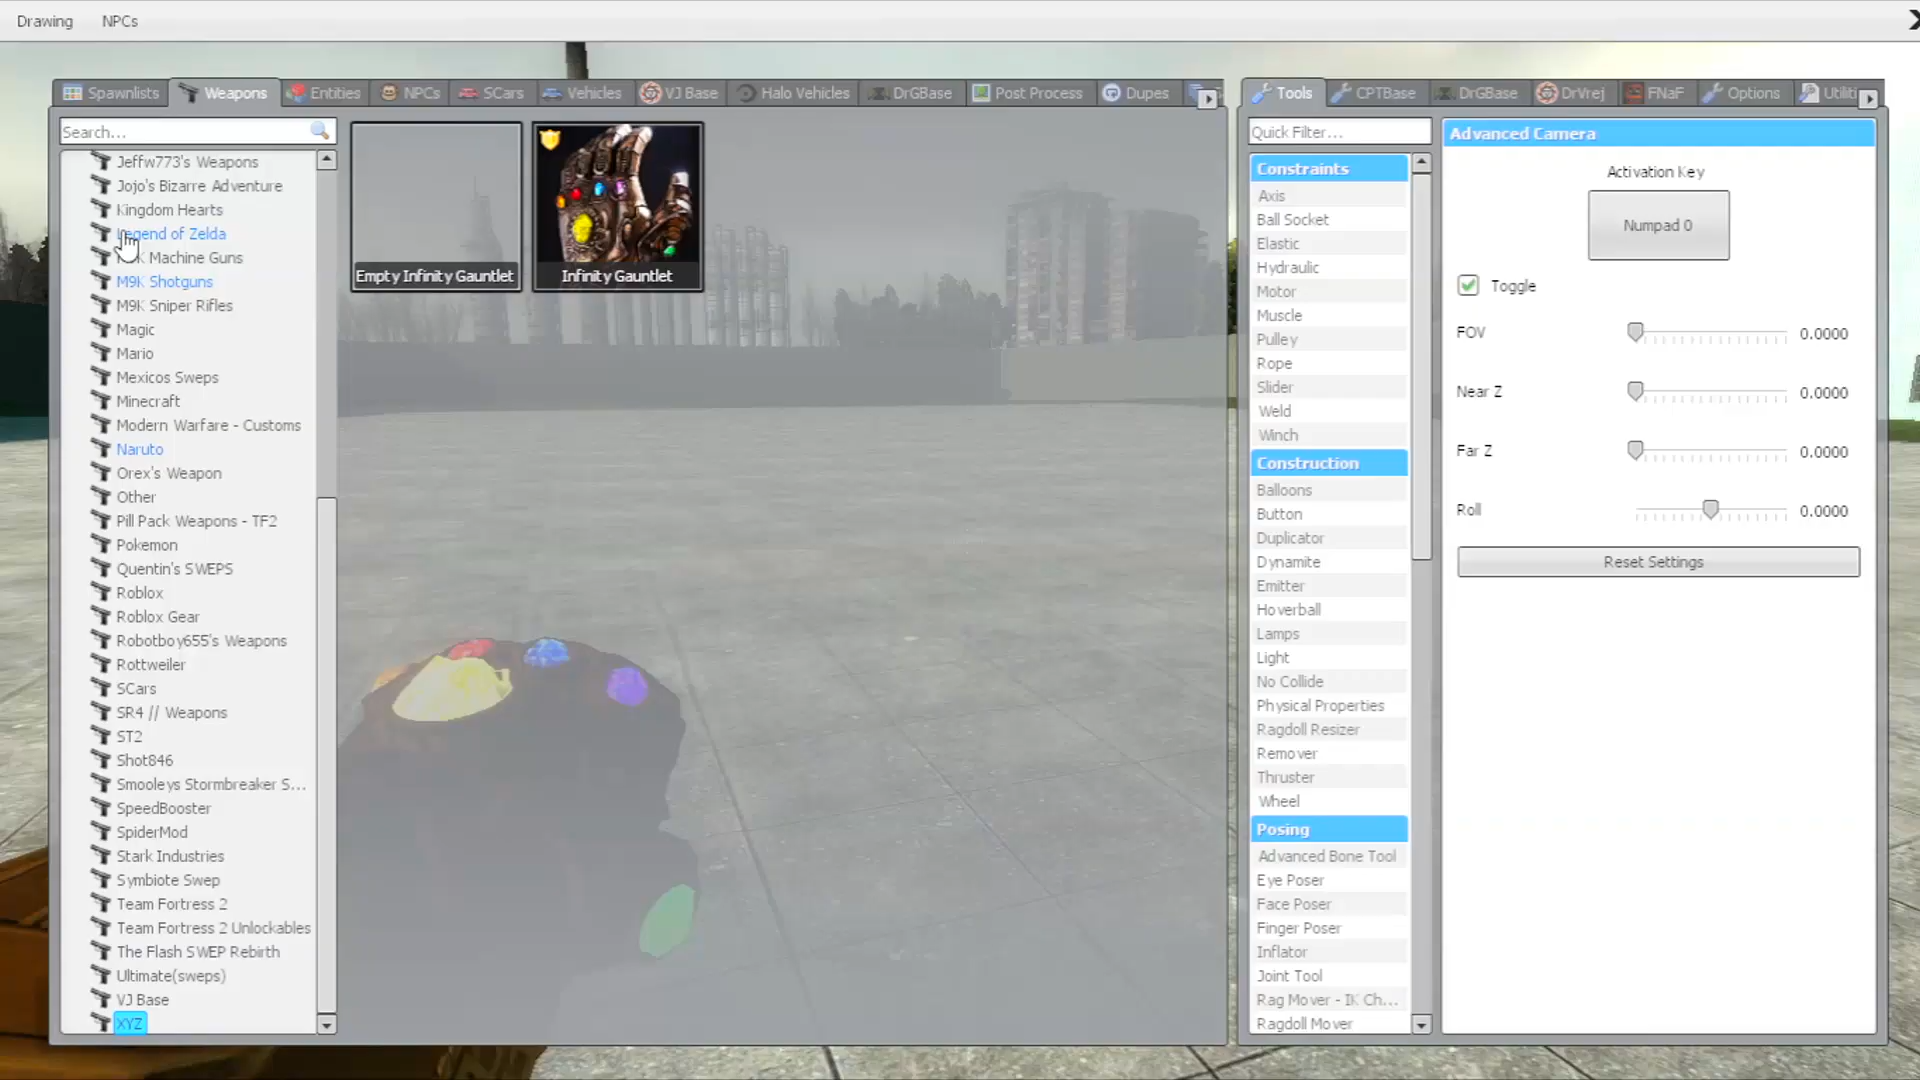 Drawing NPCs
Spawnlists Weapons Entities NPCs SCars Vehicles VJ Base Halo Vehicles DrGBase Post Process Dupes
Search...
Jeffw773's Weapons
Jojo's Bizarre Adventure
Kingdom Hearts
Legend of Zelda
Machine Guns
M9K Shotguns
M9K Sniper Rifles
Magic
Mario
Mexicos Sweps
Minecraft
Modern Warfare - Customs
Naruto
Orex's Weapon
Other
Pill Pack Weapons - TF2
Pokemon
Quentin's SWEPS
Roblox
Roblox Gear
Robotboy655's Weapons
Rottweiler
SCars
SR4 // Weapons
ST2
Shot846
Smooleys Stormbreaker S...
SpeedBooster
SpiderMod
Stark Industries
Symbiote Swep
Team Fortress 2
Team Fortress 2 Unlockables
The Flash SWEP Rebirth
Ultimate(sweps)
VJ Base
XYZ
Empty Infinity Gauntlet
Infinity Gauntlet
Tools CPTBase DrGBase DrVrej FNaF Options Utiliti
Quick Filter...
Constraints
Axis
Ball Socket
Elastic
Hydraulic
Motor
Muscle
Pulley
Rope
Slider
Weld
Winch
Construction
Balloons
Button
Duplicator
Dynamite
Emitter
Hoverball
Lamps
Light
No Collide
Physical Properties
Ragdoll Resizer
Remover
Thruster
Wheel
Posing
Advanced Bone Tool
Eye Poser
Face Poser
Finger Poser
Inflator
Joint Tool
Rag Mover - IK Ch...
Ragdoll Mover
Advanced Camera
Activation Key
Numpad 0
Toggle
FOV 0.0000
Near Z 0.0000
Far Z 0.0000
Roll 0.0000
Reset Settings